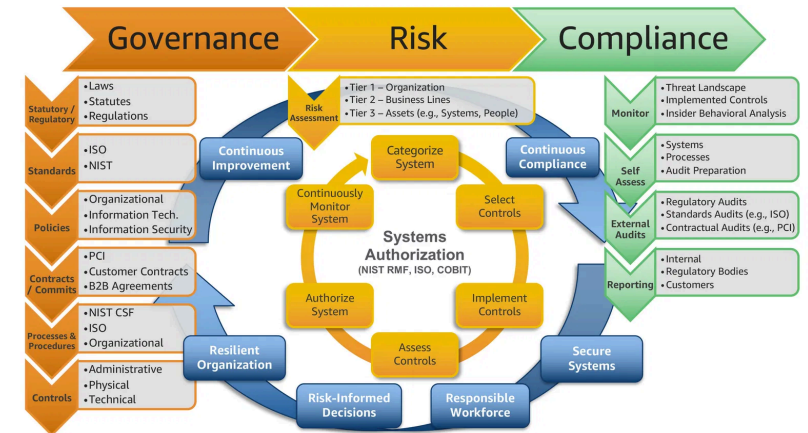 Governance
Risk
Compliance
Statutory /
Regulatory
•Laws
•Statutes
•Regulations
Standards
•ISO
•NIST
Policies
•Organizational
•Information Tech.
•Information Security
Contracts
/ Commits
•PCI
•Customer Contracts
•B2B Agreements
Processes &
Procedures
•NIST CSF
•ISO
•Organizational
Controls
•Administrative
•Physical
•Technical
Risk
Assessment
•Tier 1 – Organization
•Tier 2 – Business Lines
•Tier 3 – Assets (e.g., Systems, People)
Continuous
Improvement
Continuous
Compliance
Categorize
System
Continuously
Monitor
System
Select
Controls
Systems
Authorization
(NIST RMF, ISO, COBIT)
Authorize
System
Implement
Controls
Assess
Controls
Resilient
Organization
Secure
Systems
Risk-Informed
Decisions
Responsible
Workforce
Monitor
•Threat Landscape
•Implemented Controls
•Insider Behavioral Analysis
Self
Assess
•Systems
•Processes
•Audit Preparation
External
Audits
•Regulatory Audits
•Standards Audits (e.g., ISO)
•Contractual Audits (e.g., PCI)
Reporting
•Internal
•Regulatory Bodies
•Customers